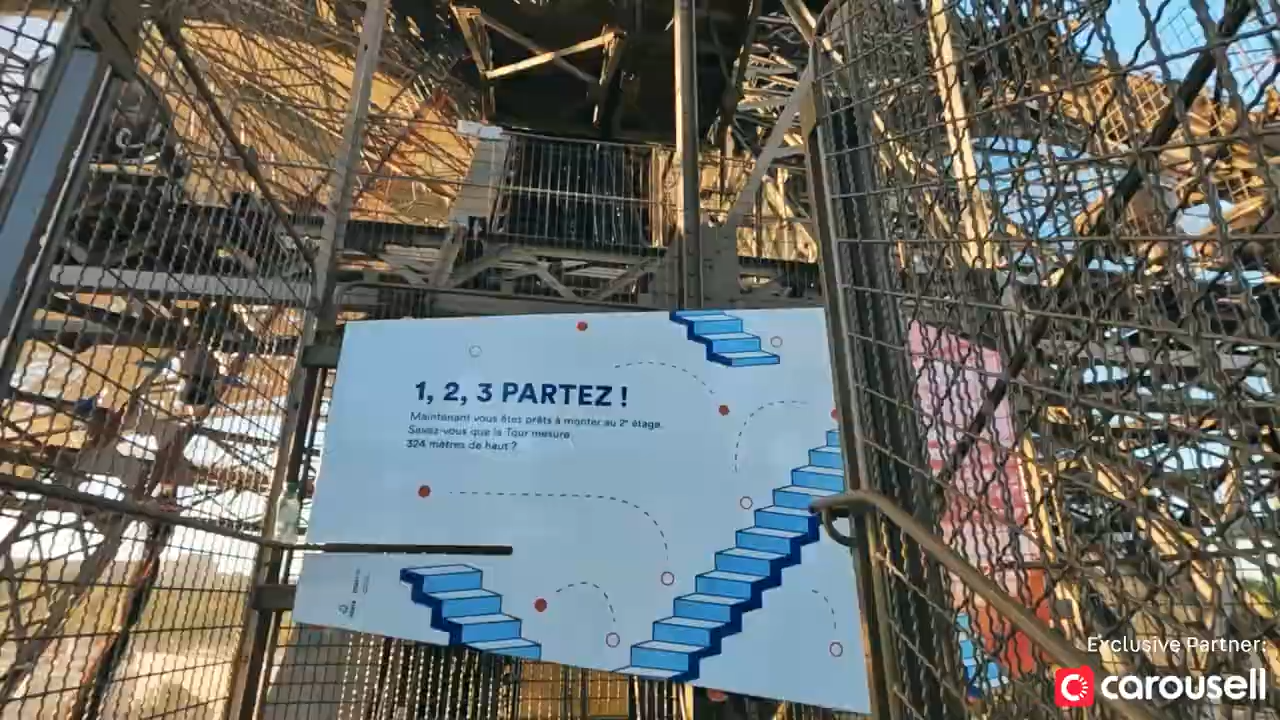 1, 2, 3 PARTEZ !
Maintenant vous êtes prêts à monter au 2e étage.
Savez-vous que la Tour mesure
324 mètres de haut ?
Exclusive Partner:
carousell